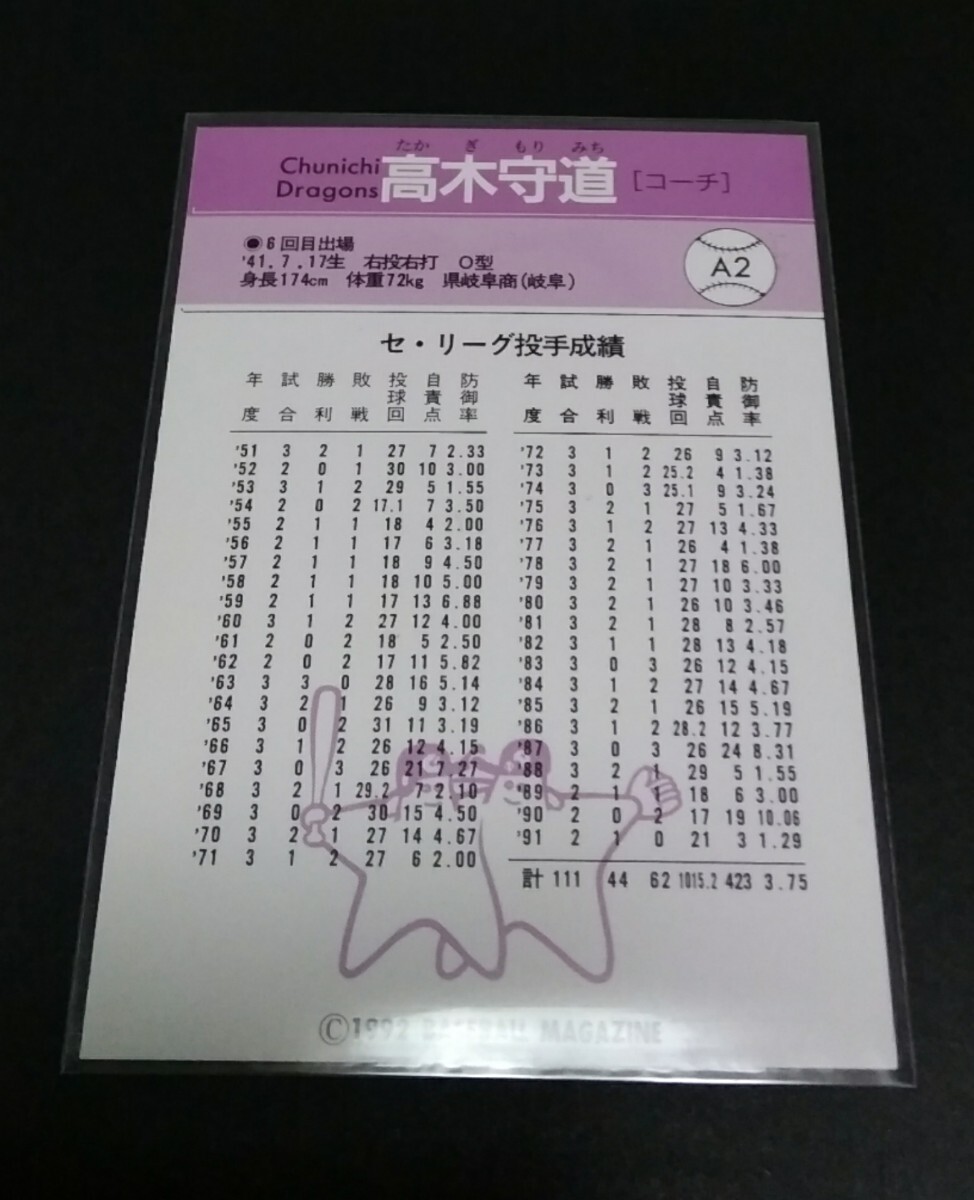 たか ぎ もり みち
Chunichi Dragons 高木守道 [コーチ]
●6回目出場
'41.7.17生 右投右打 O型
身長174cm 体重72kg 県岐阜商(岐阜)
A2
セ・リーグ投手成績
年度 試合 勝利 敗戦 投球回 自責点 防御率
'51 3 2 1 27 7 2.33
'52 2 0 1 30 10 3.00
'53 3 1 2 29 5 1.55
'54 2 0 2 17.1 7 3.50
'55 2 1 1 18 4 2.00
'56 2 1 1 17 6 3.18
'57 2 1 1 18 9 4.50
'58 2 1 1 18 10 5.00
'59 2 1 1 17 13 6.88
'60 3 1 2 27 12 4.00
'61 2 0 2 18 5 2.50
'62 2 0 2 17 11 5.82
'63 3 3 0 28 16 5.14
'64 3 2 1 26 9 3.12
'65 3 0 2 31 11 3.19
'66 3 1 2 26 12 4.15
'67 3 0 3 26 21 7.27
'68 3 2 1 29.2 7 2.10
'69 3 0 2 30 15 4.50
'70 3 2 1 27 14 4.67
'71 3 1 2 27 6 2.00
年度 試合 勝利 敗戦 投球回 自責点 防御率
'72 3 1 2 26 9 3.12
'73 3 1 2 25.2 4 1.38
'74 3 0 3 25.1 9 3.24
'75 3 2 1 27 5 1.67
'76 3 1 2 27 13 4.33
'77 3 2 1 26 4 1.38
'78 3 2 1 27 18 6.00
'79 3 2 1 27 10 3.33
'80 3 2 1 26 10 3.46
'81 3 2 1 28 8 2.57
'82 3 1 1 28 13 4.18
'83 3 0 3 26 12 4.15
'84 3 1 2 27 14 4.67
'85 3 2 1 26 15 5.19
'86 3 1 2 28.2 12 3.77
'87 3 0 3 26 24 8.31
'88 3 2 1 29 5 1.55
'89 2 1 1 18 6 3.00
'90 2 0 2 17 19 10.06
'91 2 1 0 21 3 1.29
計 111 44 62 1015.2 423 3.75
©1992 BASEBALL MAGAZINE